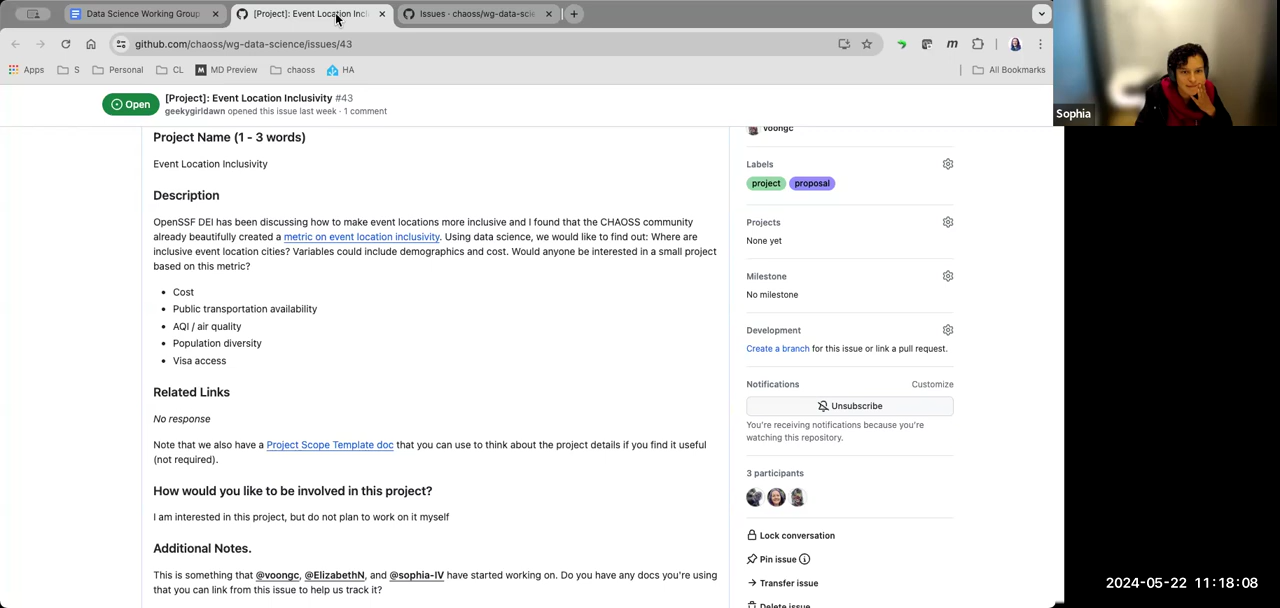 Data Science Working Group
[Project]: Event Location Incl
Issues · chaoss/wg-data-scie
github.com/chaoss/wg-data-science/issues/43
Apps
S
Personal
CL
MD Preview
chaoss
HA
All Bookmarks
Open
[Project]: Event Location Inclusivity #43
geekygirldawn opened this issue last week · 1 comment
Project Name (1 - 3 words)
Event Location Inclusivity
Description
OpenSSF DEI has been discussing how to make event locations more inclusive and I found that the CHAOSS community
already beautifully created a metric on event location inclusivity. Using data science, we would like to find out: Where are
inclusive event location cities? Variables could include demographics and cost. Would anyone be interested in a small project
based on this metric?
• Cost
• Public transportation availability
• AQI / air quality
• Population diversity
• Visa access
Related Links
No response
Note that we also have a Project Scope Template doc that you can use to think about the project details if you find it useful
(not required).
How would you like to be involved in this project?
I am interested in this project, but do not plan to work on it myself
Additional Notes.
This is something that @voongc, @ElizabethN, and @sophia-IV have started working on. Do you have any docs you're using
that you can link from this issue to help us track it?
voongc
Labels
project proposal
Projects
None yet
Milestone
No milestone
Development
Create a branch for this issue or link a pull request.
Notifications
Customize
Unsubscribe
You're receiving notifications because you're
watching this repository.
3 participants
Lock conversation
Pin issue
Transfer issue
Delete issue
Sophia
2024-05-22 11:18:08